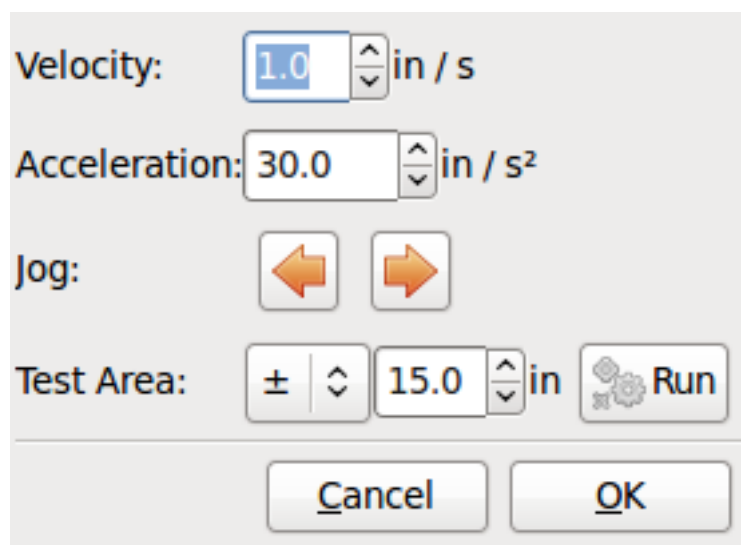 Velocity: 1.0 in / s
Acceleration: 30.0 in / s²
Jog:
Test Area: ± 15.0 in Run
Cancel OK